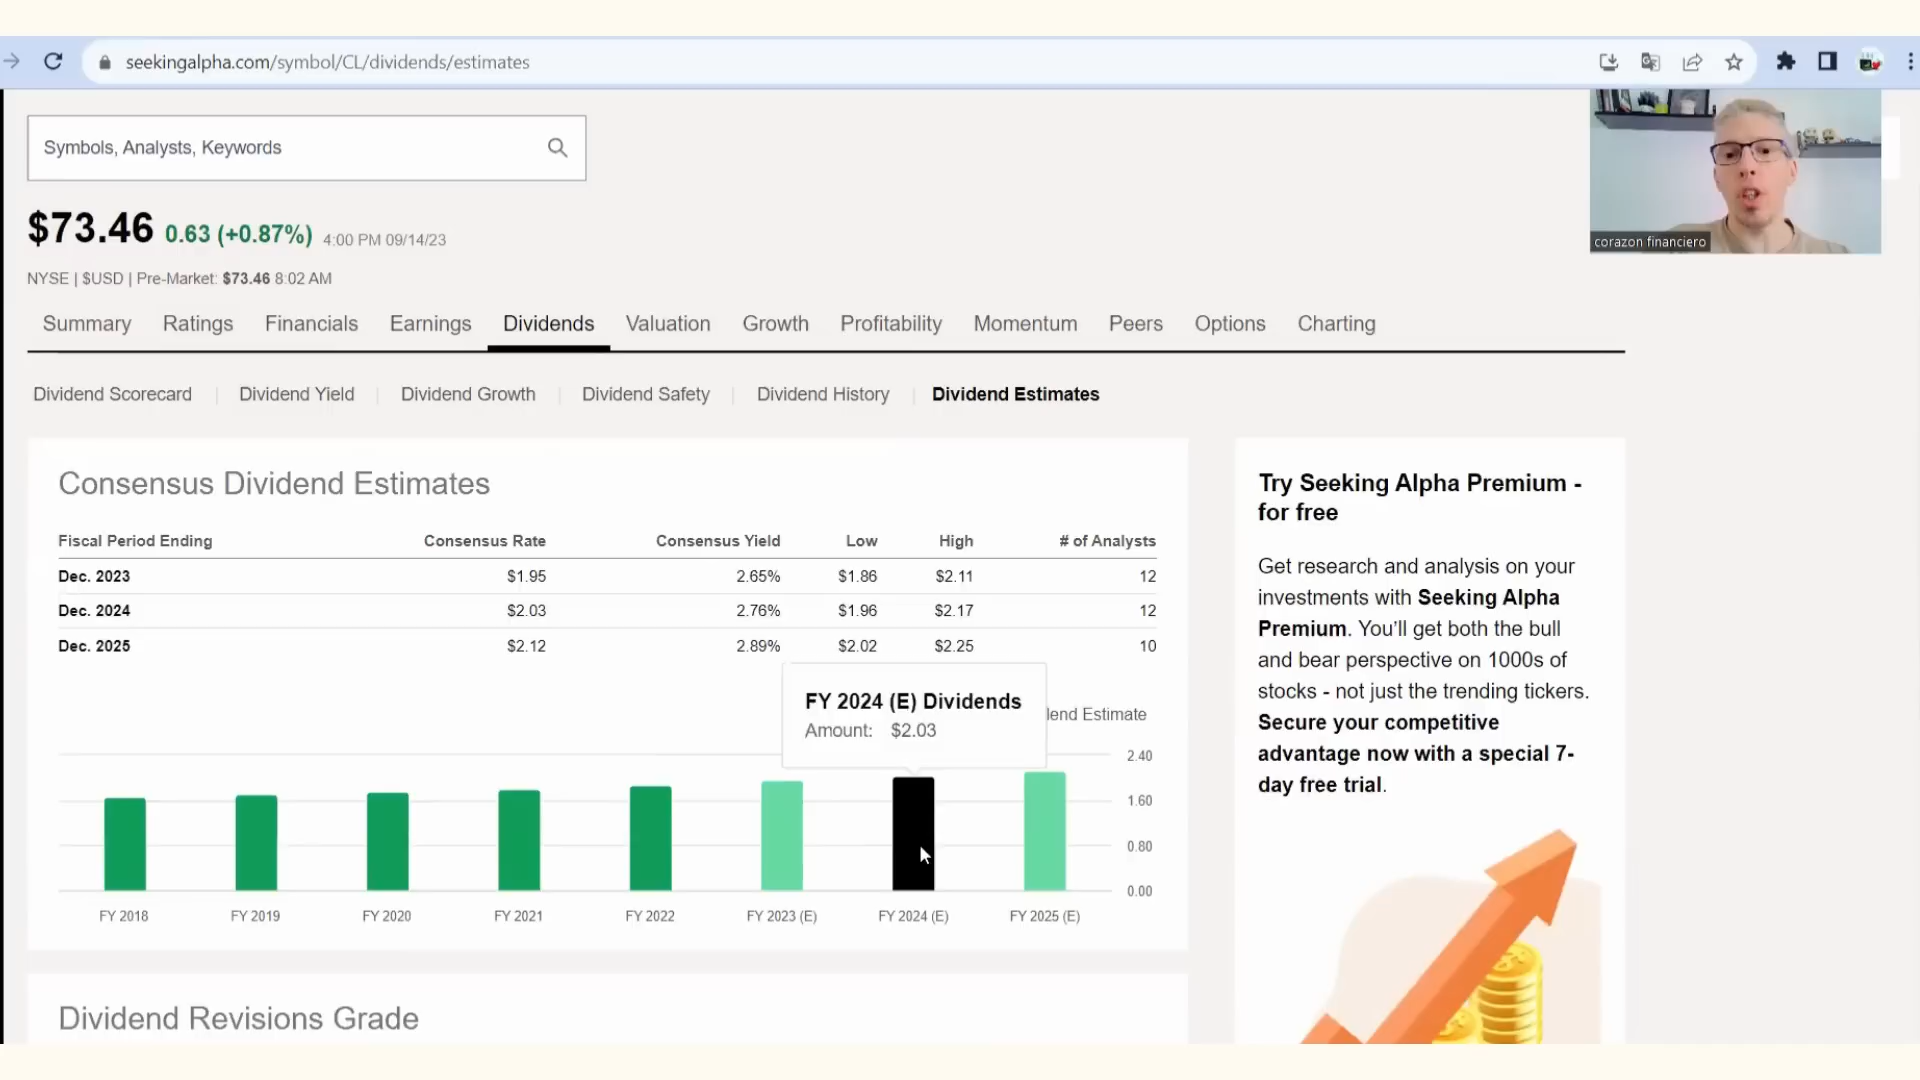 seekingalpha.com/symbol/CL/dividends/estimates
Symbols, Analysts, Keywords
corazon financiero
$73.46 0.63 (+0.87%) 4:00 PM 09/14/23
NYSE | $USD | Pre-Market: $73.46 8:02 AM
Summary Ratings Financials Earnings Dividends Valuation Growth Profitability Momentum Peers Options Charting
Dividend Scorecard Dividend Yield Dividend Growth Dividend Safety Dividend History Dividend Estimates
Consensus Dividend Estimates
Fiscal Period Ending Consensus Rate Consensus Yield Low High # of Analysts
Dec. 2023 $1.95 2.65% $1.86 $2.11 12
Dec. 2024 $2.03 2.76% $1.96 $2.17 12
Dec. 2025 $2.12 2.89% $2.02 $2.25 10
FY 2024 (E) Dividends
Amount: $2.03
lend Estimate
2.40
1.60
0.80
0.00
FY 2018 FY 2019 FY 2020 FY 2021 FY 2022 FY 2023 (E) FY 2024 (E) FY 2025 (E)
Dividend Revisions Grade
Try Seeking Alpha Premium -
for free
Get research and analysis on your
investments with Seeking Alpha
Premium. You'll get both the bull
and bear perspective on 1000s of
stocks - not just the trending tickers.
Secure your competitive
advantage now with a special 7-
day free trial.